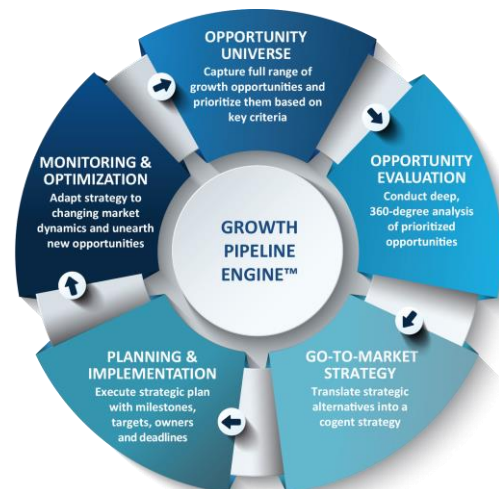 OPPORTUNITY
UNIVERSE
Capture full range of
growth opportunities and
prioritize them based on
key criteria
OPPORTUNITY
EVALUATION
Conduct deep,
360-degree analysis
of prioritized
opportunities
GO-TO-MARKET
STRATEGY
Translate strategic
alternatives into a
cogent strategy
PLANNING &
IMPLEMENTATION
Execute strategic plan
with milestones,
targets, owners
and deadlines
MONITORING &
OPTIMIZATION
Adapt strategy to
changing market
dynamics and unearth
new opportunities
GROWTH
PIPELINE
ENGINE™